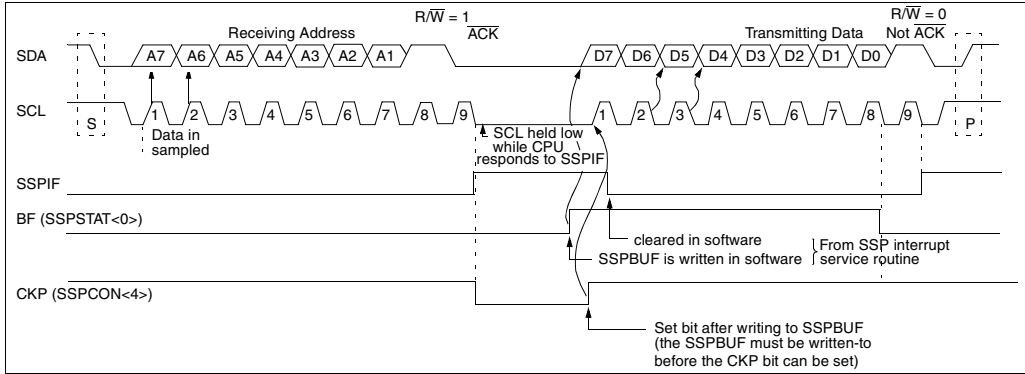 R/W = 1
R/W = 0
Receiving Address
ACK
Transmitting Data
Not ACK
SDA
A7 A6 A5 A4 A3 A2 A1
D7 D6 D5 D4 D3 D2 D1 D0
SCL
S
1 2 3 4 5 6 7 8 9
1 2 3 4 5 6 7 8 9
P
Data in
sampled
SCL held low
while CPU
responds to SSPIF
SSPIF
BF (SSPSTAT<0>)
cleared in software
SSPBUF is written in software
From SSP interrupt
service routine
CKP (SSPCON<4>)
Set bit after writing to SSPBUF
(the SSPBUF must be written-to
before the CKP bit can be set)